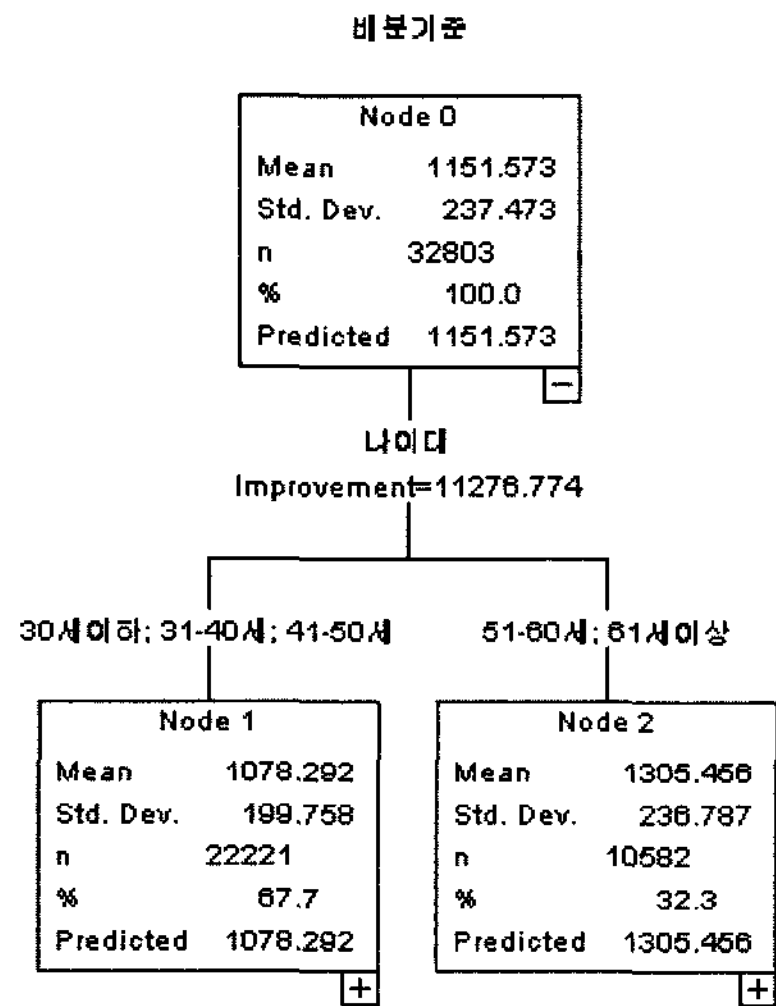 배분기준
Node 0
Mean 1151.573
Std. Dev. 237.473
n 32803
% 100.0
Predicted 1151.573
나이대
Improvement=11276.774
30세이하; 31-40세; 41-50세
51-60세; 61세이상
Node 1
Mean 1078.292
Std. Dev. 199.758
n 22221
% 67.7
Predicted 1078.292
Node 2
Mean 1305.456
Std. Dev. 236.787
n 10582
% 32.3
Predicted 1305.456